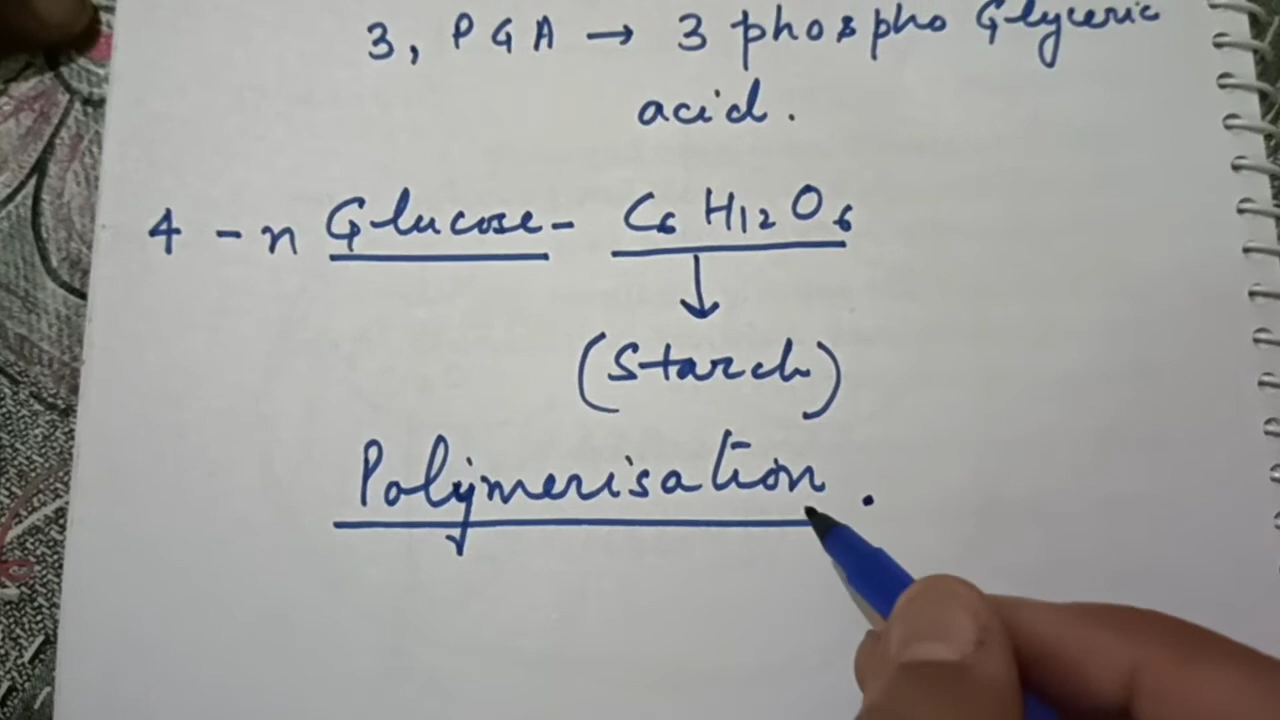 3, PGA → 3 phospho Glyceric
acid.
4 - n Glucose - C6 H12 O6
↓
(Starch)
Polymerisation.